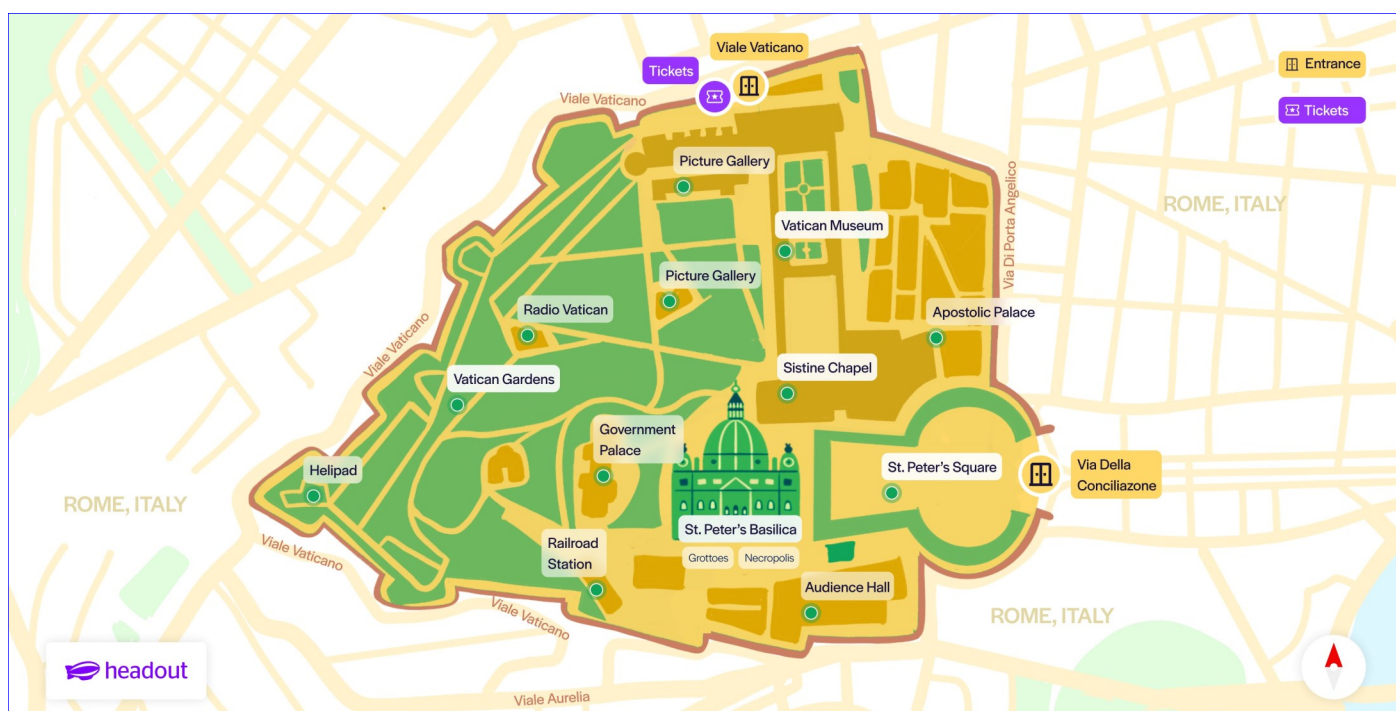 Viale Vaticano
Tickets
Entrance
Viale Vaticano
Tickets
Picture Gallery
Via Di Porta Angelico
ROME, ITALY
Vatican Museum
Picture Gallery
Radio Vatican
Apostolic Palace
Viale Vaticano
Sistine Chapel
Vatican Gardens
Government
Palace
Helipad
St. Peter's Square
Via Della
Conciliazone
ROME, ITALY
St. Peter's Basilica
Railroad
Station
Grottoes
Necropolis
Viale Vaticano
Audience Hall
Viale Vaticano
ROME, ITALY
headout
Viale Aurelia